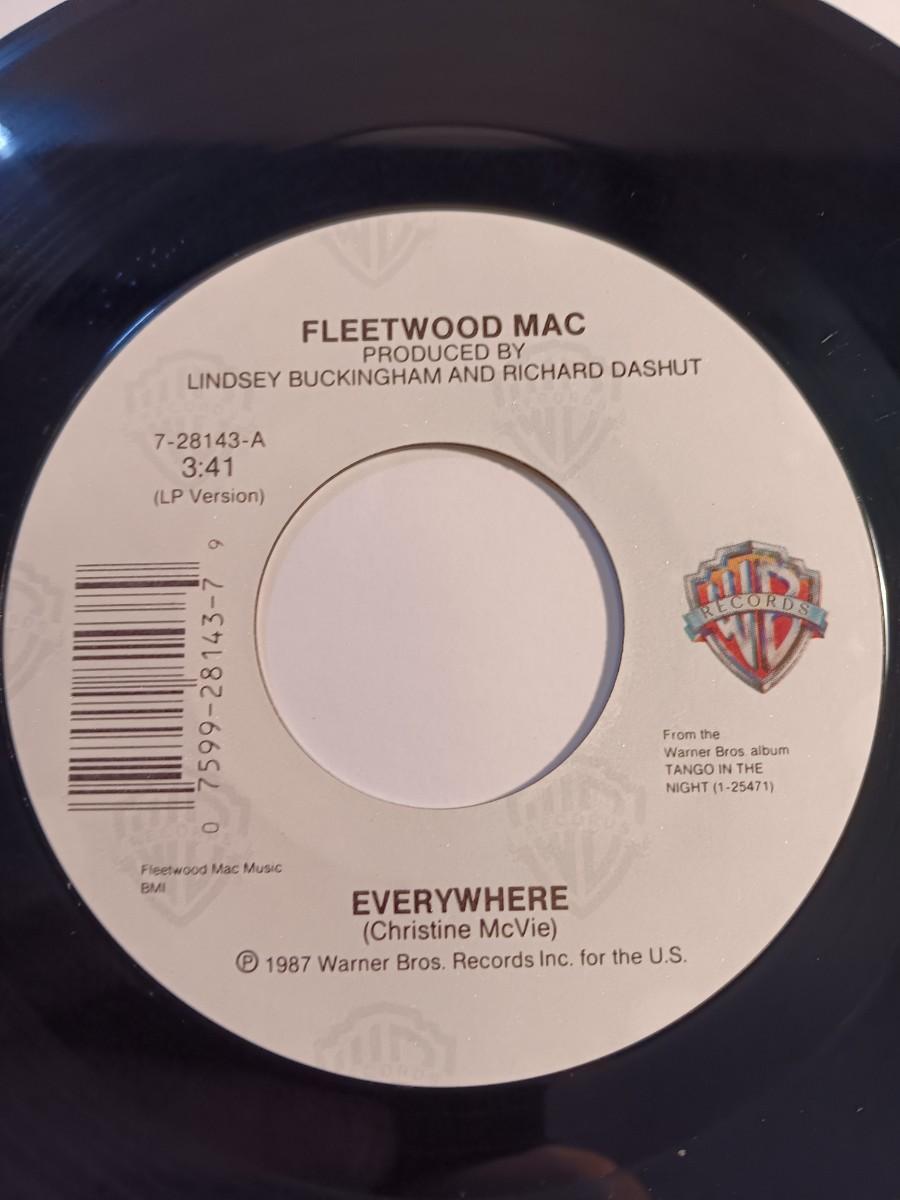 FLEETWOOD MAC
PRODUCED BY
LINDSEY BUCKINGHAM AND RICHARD DASHUT
7-28143-A
3:41
(LP Version)
0 7599-28143-7 9
WB
RECORDS
From the
Warner Bros. album
TANGO IN THE
NIGHT (1-25471)
Fleetwood Mac Music
BMI
EVERYWHERE
(Christine McVie)
℗ 1987 Warner Bros. Records Inc. for the U.S.